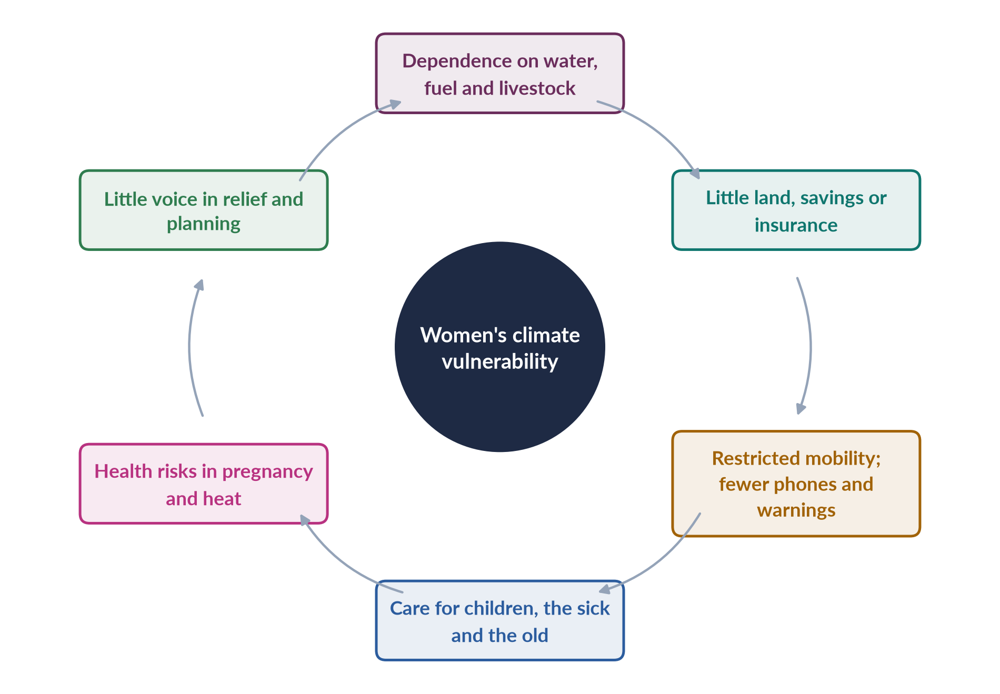 Dependence on water,
fuel and livestock
Little land, savings or
insurance
Restricted mobility;
fewer phones and
warnings
Care for children, the sick
and the old
Health risks in pregnancy
and heat
Little voice in relief and
planning
Women's climate
vulnerability